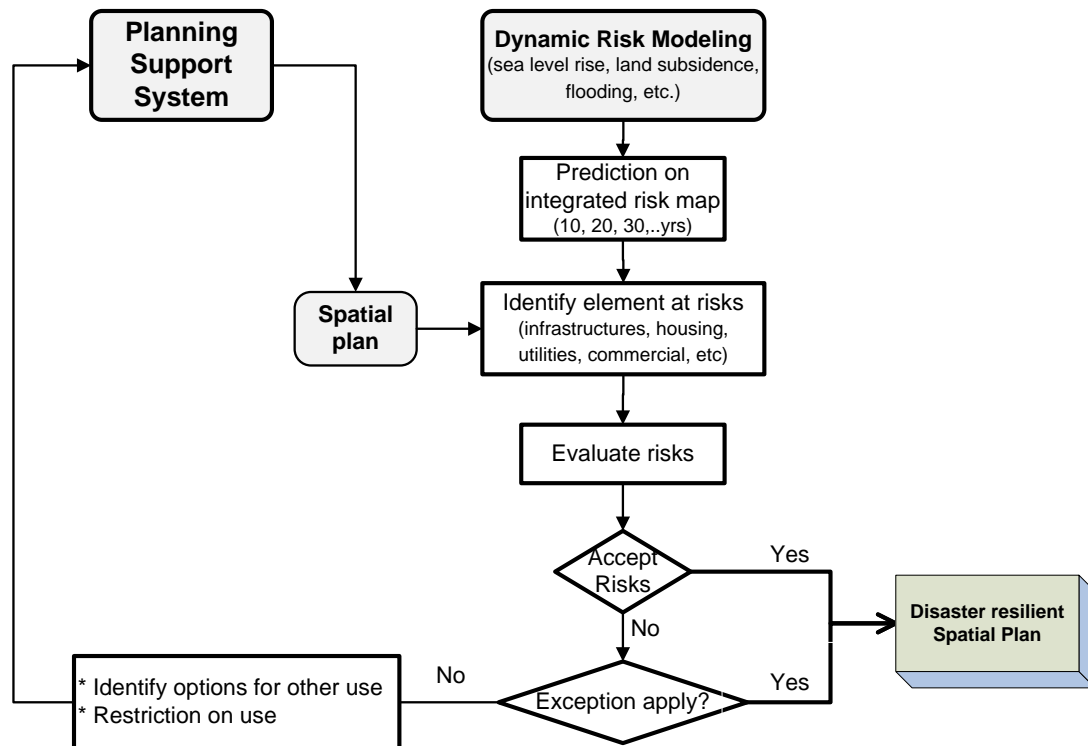 Planning
Support
System
Dynamic Risk Modeling
(sea level rise, land subsidence,
flooding, etc.)
Prediction on
integrated risk map
(10, 20, 30,..yrs)
Spatial
plan
Identify element at risks
(infrastructures, housing,
utilities, commercial, etc)
Evaluate risks
Accept
Risks
Yes
No
Disaster resilient
Spatial Plan
Exception apply?
Yes
No
* Identify options for other use
* Restriction on use